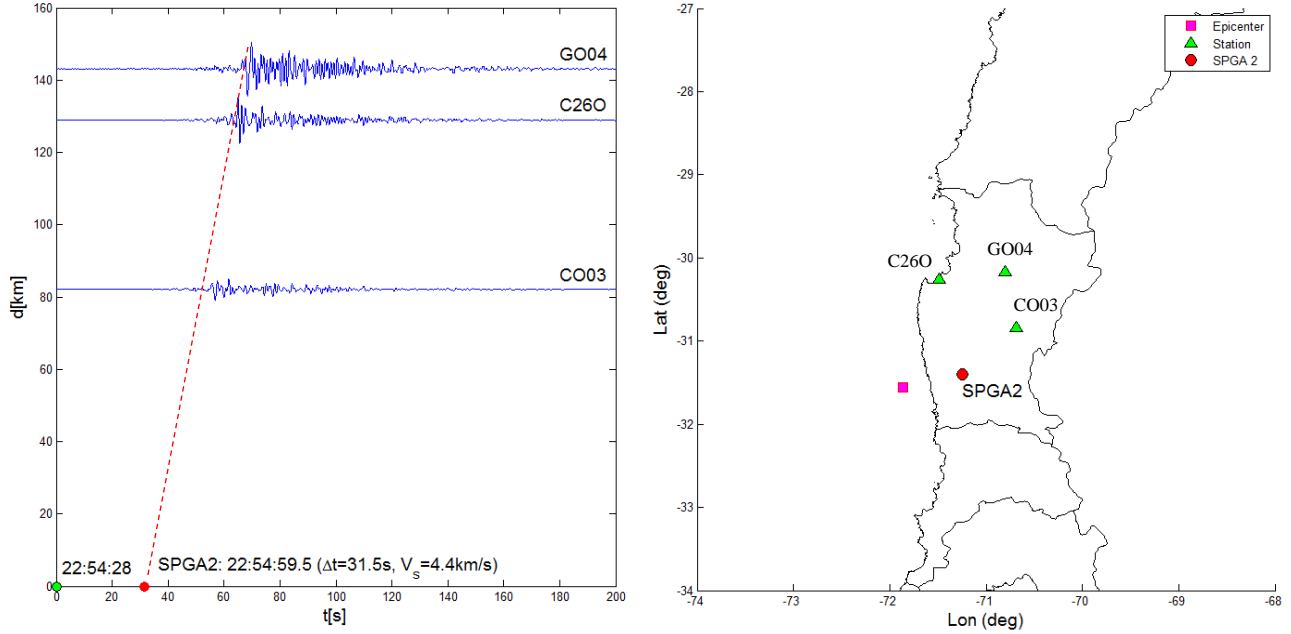 160
140
120
100
80
60
40
20
0
d[km]
GO04
C26O
CO03
22:54:28
SPGA2: 22:54:59.5 (Δt=31.5s, V_S=4.4km/s)
0 20 40 60 80 100 120 140 160 180 200
t[s]
-27
-28
-29
-30
-31
-32
-33
-34
Lat (deg)
Epicenter
Station
SPGA 2
C26O
GO04
CO03
SPGA2
-74 -73 -72 -71 -70 -69 -68
Lon (deg)